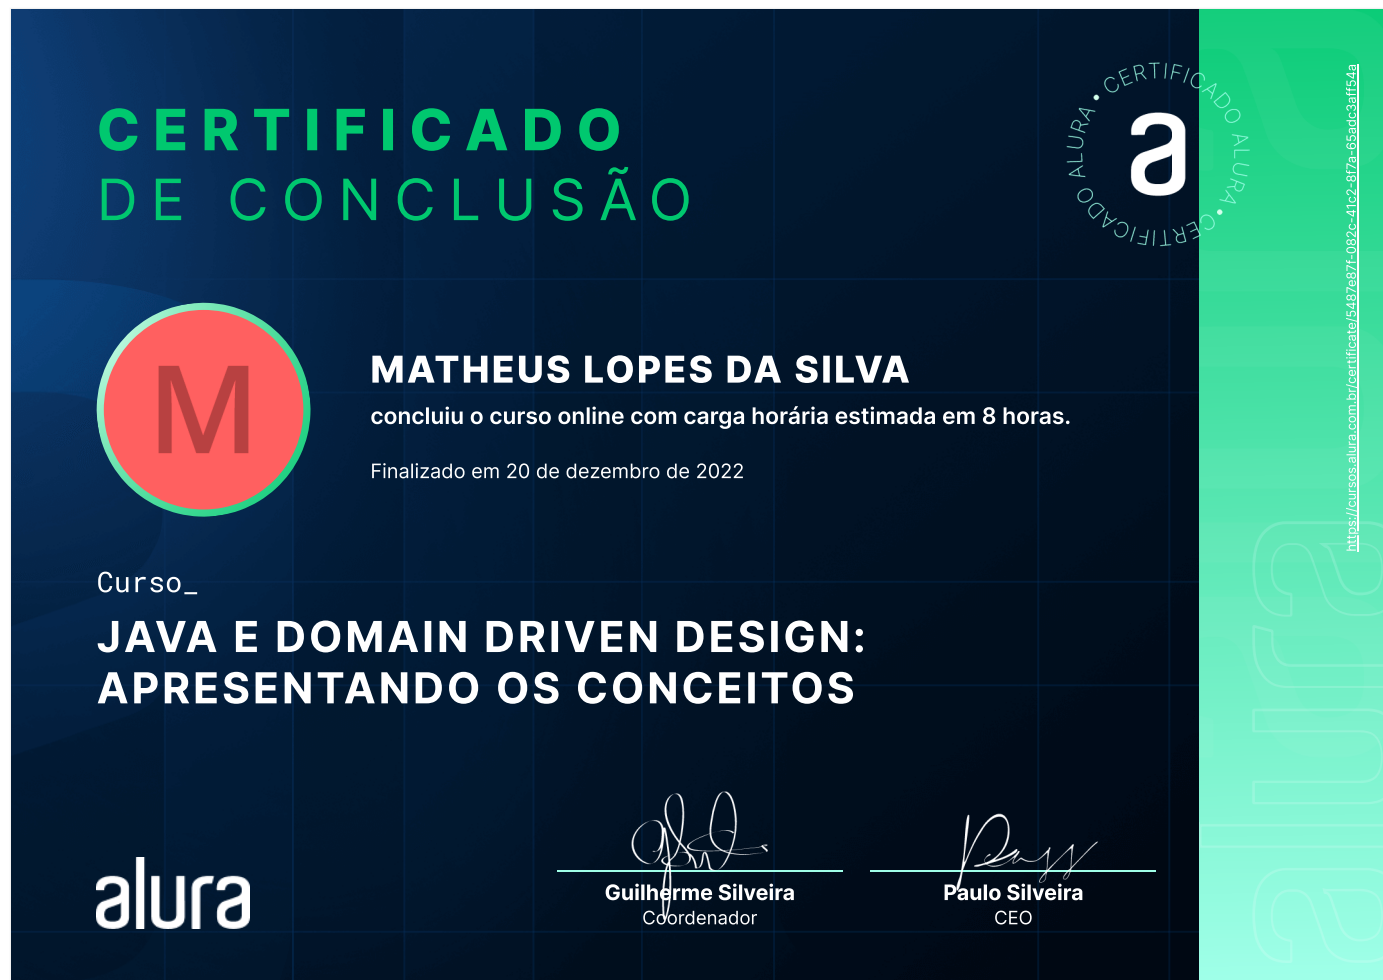 CERTIFICADO
DE CONCLUSÃO
CERTIFICADO ALURA • CERTIFICADO ALURA •
a
https://cursos.alura.com.br/certificate/5487e87f-082c-41c2-8f7a-65adc3aff54a
M
MATHEUS LOPES DA SILVA
concluiu o curso online com carga horária estimada em 8 horas.
Finalizado em 20 de dezembro de 2022
Curso_
JAVA E DOMAIN DRIVEN DESIGN:
APRESENTANDO OS CONCEITOS
alura
Guilherme Silveira
Coordenador
Paulo Silveira
CEO
alura